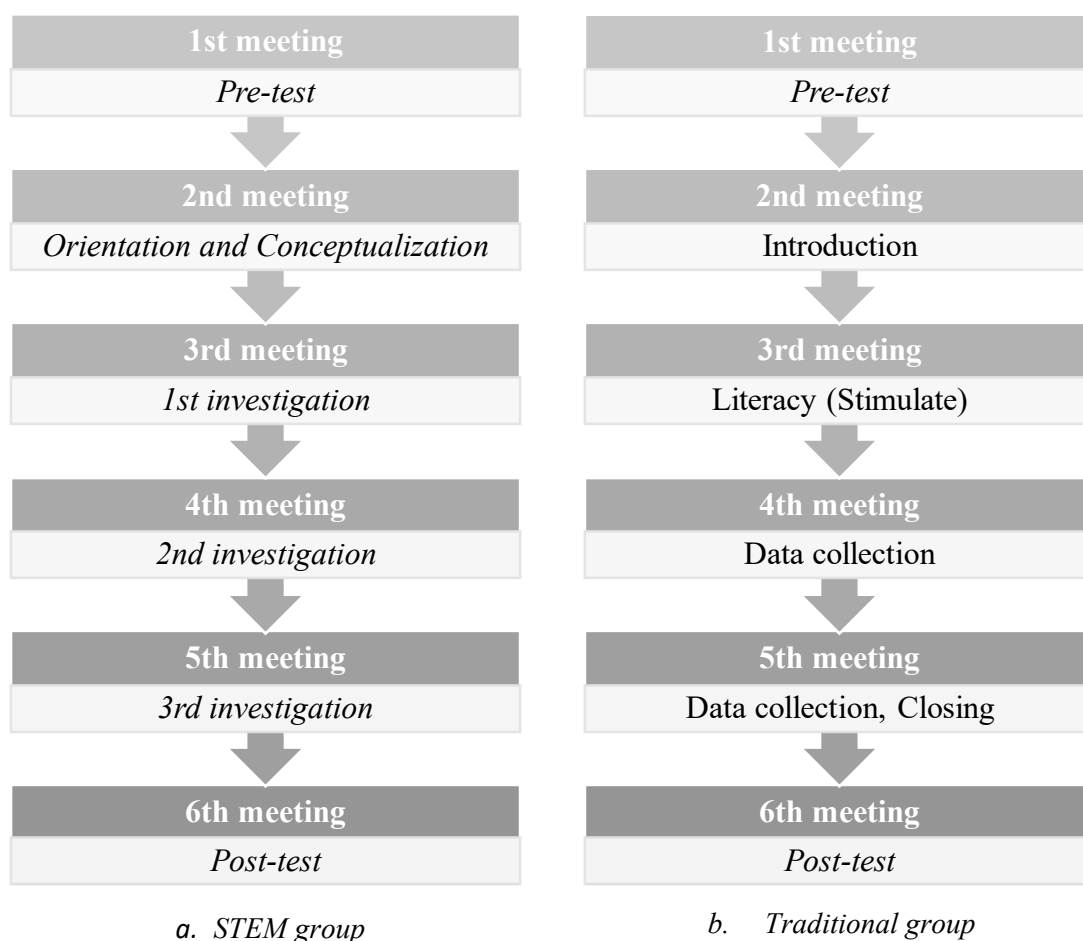 1st meeting
Pre-test
2nd meeting
Orientation and Conceptualization
3rd meeting
1st investigation
4th meeting
2nd investigation
5th meeting
3rd investigation
6th meeting
Post-test
a. STEM group
1st meeting
Pre-test
2nd meeting
Introduction
3rd meeting
Literacy (Stimulate)
4th meeting
Data collection
5th meeting
Data collection, Closing
6th meeting
Post-test
b. Traditional group